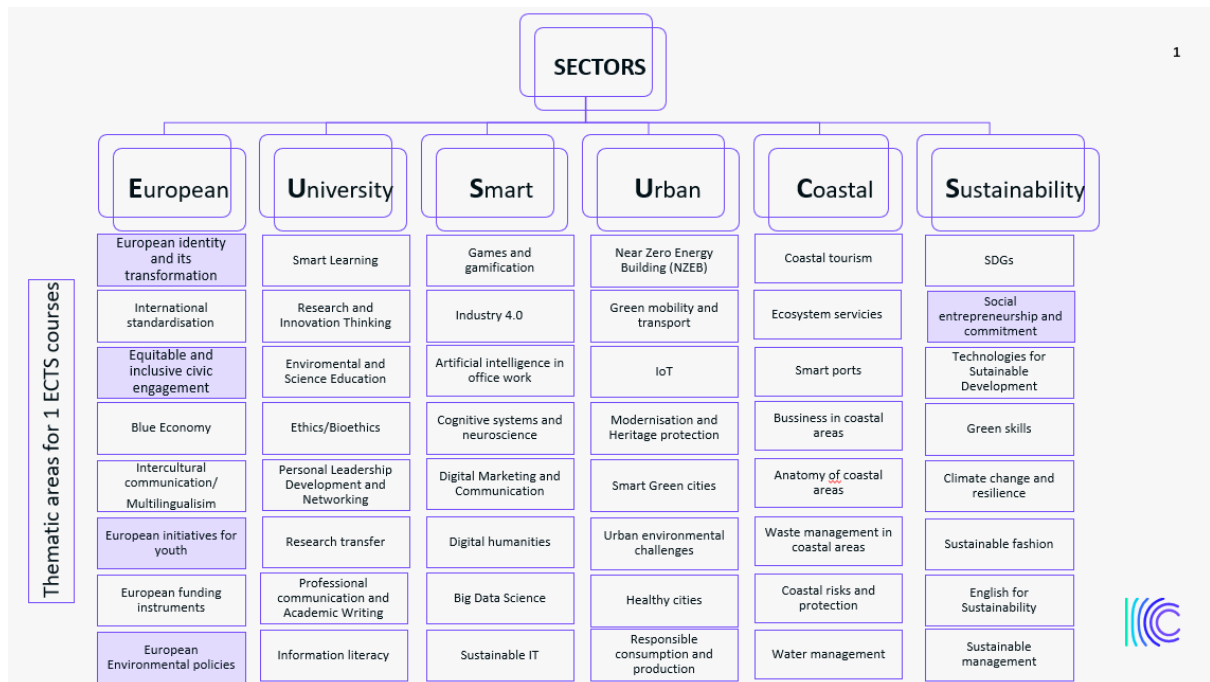 SECTORS
1
European
University
Smart
Urban
Coastal
Sustainability
Thematic areas for 1 ECTS courses
European identity
and its
transformation
International
standardisation
Equitable and
inclusive civic
engagement
Blue Economy
Intercultural
communication/
Multilingualisim
European initiatives for
youth
European funding
instruments
European
Environmental policies
Smart Learning
Research and
Innovation Thinking
Enviromental and
Science Education
Ethics/Bioethics
Personal Leadership
Development and
Networking
Research transfer
Professional
communication and
Academic Writing
Information literacy
Games and
gamification
Industry 4.0
Artificial intelligence in
office work
Cognitive systems and
neuroscience
Digital Marketing and
Communication
Digital humanities
Big Data Science
Sustainable IT
Near Zero Energy
Building (NZEB)
Green mobility and
transport
IoT
Modernisation and
Heritage protection
Smart Green cities
Urban environmental
challenges
Healthy cities
Responsible
consumption and
production
Coastal tourism
Ecosystem servicies
Smart ports
Bussiness in coastal
areas
Anatomy of coastal
areas
Waste management in
coastal areas
Coastal risks and
protection
Water management
SDGs
Social
entrepreneurship and
commitment
Technologies for
Sutainable
Development
Green skills
Climate change and
resilience
Sustainable fashion
English for
Sustainability
Sustainable
management